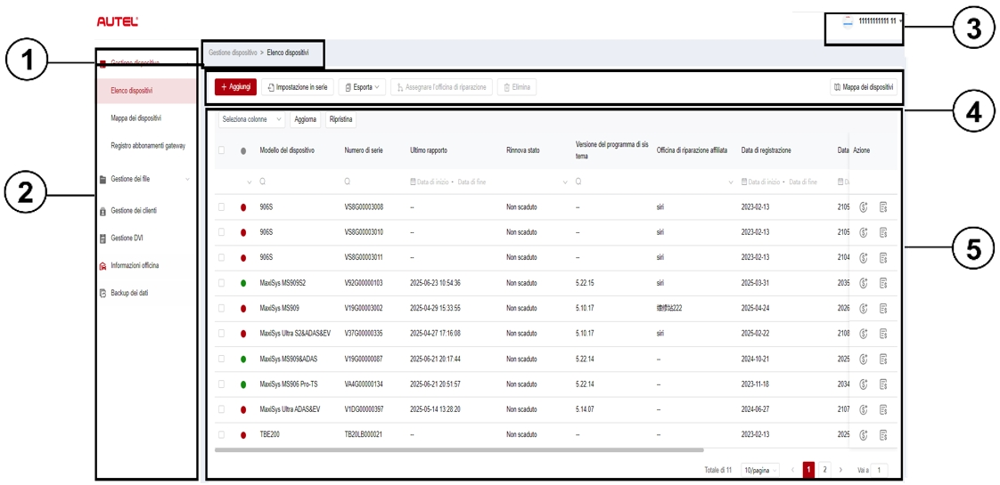 AUTEL
11111111111 11
1
3
Gestione dispositivo
Gestione dispositivo > Elenco dispositivi
Elenco dispositivi
+ Aggiungi
Impostazione in serie
Esporta
Assegnare l'officina di riparazione
Elimina
Mappa dei dispositivi
4
Mappa dei dispositivi
Seleziona colonne
Aggiorna
Ripristina
Registro abbonamenti gateway
Modello del dispositivo
Numero di serie
Ultimo rapporto
Rinnova stato
Versione del programma di sis
tema
Officina di riparazione affiliata
Data di registrazione
Data
Azione
2
Gestione dei file
Data di inizio - Data di fine
Data di inizio - Data di fine
Gestione dei clienti
906S VS8G00003008 -- Non scaduto -- siri 2023-02-13 2105
Gestione DVI
906S VS8G00003010 -- Non scaduto -- siri 2023-02-13 2105
5
Informazioni officina
906S VS8G00003011 -- Non scaduto -- siri 2023-02-13 2104
Backup dei dati
MaxiSys MS909S2 V92G00000103 2025-06-23 10:54:36 Non scaduto 5.22.15 siri 2025-03-31 2035
MaxiSys MS909 V19G00003002 2025-04-29 15:33:55 Non scaduto 5.10.17 维修站222 2025-04-24 2026
MaxiSys Ultra S2&ADAS&EV V37G00000335 2025-04-27 17:16:08 Non scaduto 5.10.17 siri 2025-02-22 2108
MaxiSys MS909&ADAS V19G00000087 2025-06-21 20:17:44 Non scaduto 5.22.14 -- 2024-10-21 2025
MaxiSys MS906 Pro-TS VA4G00000134 2025-06-21 20:51:57 Non scaduto 5.22.14 -- 2023-11-18 2034
MaxiSys Ultra ADAS&EV V1DG00000397 2025-05-14 13:28:20 Non scaduto 5.14.07 -- 2024-06-27 2107
TBE200 TB20LB000021 -- Non scaduto -- -- 2023-02-13 2025
Totale di 11
10/pagina
< 1 2 >
Vai a 1